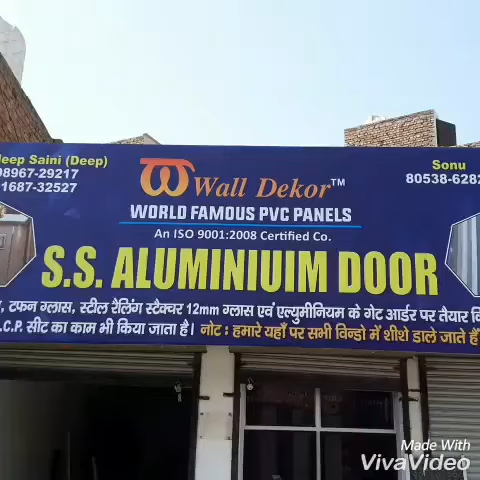 deep Saini (Deep)
98967-29217
01687-32527
Wall Dekor™
WORLD FAMOUS PVC PANELS
An ISO 9001:2008 Certified Co.
Sonu
80538-6282
S.S. ALUMINIUIM DOOR
टफन ग्लास, स्टील रैलिंग स्टैक्चर 12mm ग्लास एवं एल्युमीनियम के गेट आर्डर पर तैयार
.C.P. सीट का काम भी किया जाता है। नोट : हमारे यहाँ पर सभी विन्डो में शीशे डाले जाते हैं
Made With
VivaVideo